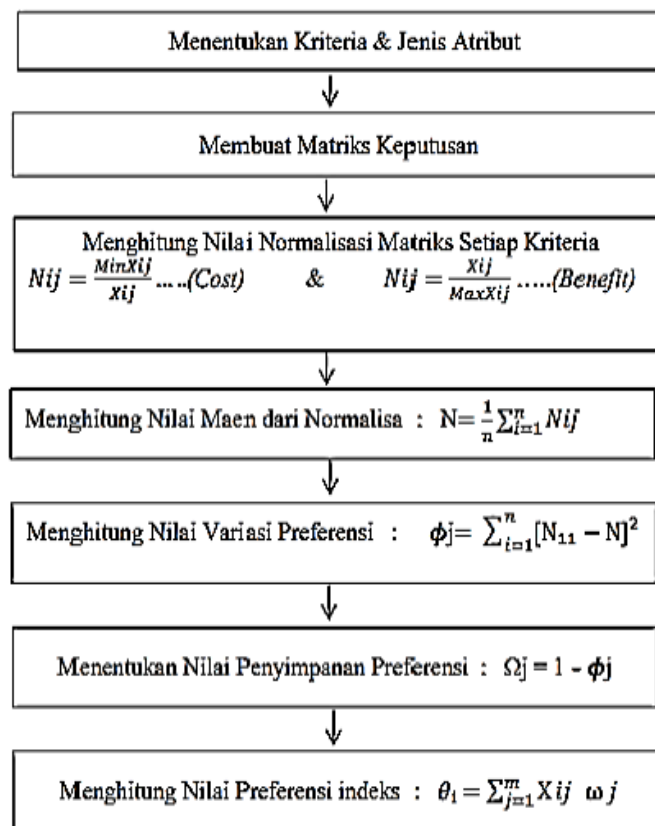 Menentukan Kriteria & Jenis Atribut
Membuat Matriks Keputusan
Menghitung Nilai Normalisasi Matriks Setiap Kriteria
Nij = MinXij / Xij .....(Cost) & Nij = Xij / MaxXij .....(Benefit)
Menghitung Nilai Maen dari Normalisa : N= 1/n ∑ⁿᵢ₌₁ Nij
Menghitung Nilai Variasi Preferensi : ϕj= ∑ⁿᵢ₌₁[N₁₁ − N]²
Menentukan Nilai Penyimpanan Preferensi : Ωj = 1 - ϕj
Menghitung Nilai Preferensi indeks : θᵢ = ∑ᵐⱼ₌₁ Xij ω j